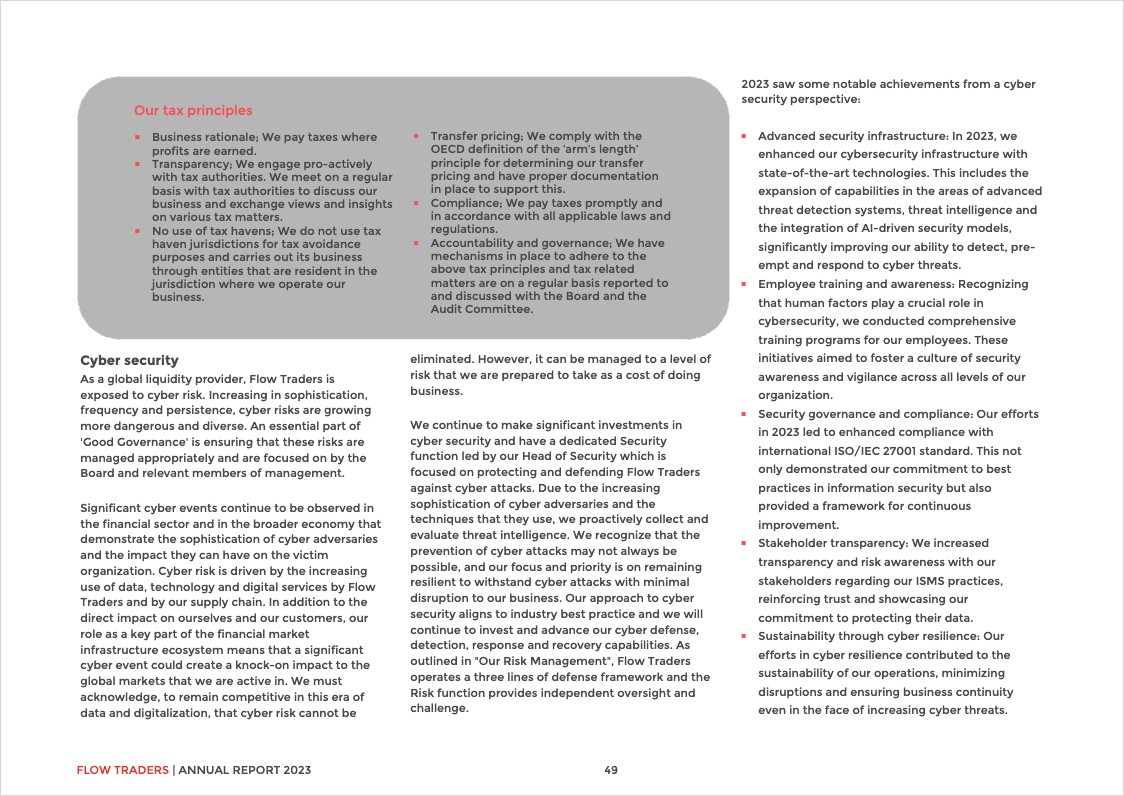 Our tax principles
▪ Business rationale; We pay taxes where
profits are earned.
▪ Transparency; We engage pro-actively
with tax authorities. We meet on a regular
basis with tax authorities to discuss our
business and exchange views and insights
on various tax matters.
▪ No use of tax havens; We do not use tax
haven jurisdictions for tax avoidance
purposes and carries out its business
through entities that are resident in the
jurisdiction where we operate our
business.
▪ Transfer pricing; We comply with the
OECD definition of the ‘arm’s length’
principle for determining our transfer
pricing and have proper documentation
in place to support this.
▪ Compliance; We pay taxes promptly and
in accordance with all applicable laws and
regulations.
▪ Accountability and governance; We have
mechanisms in place to adhere to the
above tax principles and tax related
matters are on a regular basis reported to
and discussed with the Board and the
Audit Committee.
Cyber security
As a global liquidity provider, Flow Traders is
exposed to cyber risk. Increasing in sophistication,
frequency and persistence, cyber risks are growing
more dangerous and diverse. An essential part of
'Good Governance' is ensuring that these risks are
managed appropriately and are focused on by the
Board and relevant members of management.
Significant cyber events continue to be observed in
the financial sector and in the broader economy that
demonstrate the sophistication of cyber adversaries
and the impact they can have on the victim
organization. Cyber risk is driven by the increasing
use of data, technology and digital services by Flow
Traders and by our supply chain. In addition to the
direct impact on ourselves and our customers, our
role as a key part of the financial market
infrastructure ecosystem means that a significant
cyber event could create a knock-on impact to the
global markets that we are active in. We must
acknowledge, to remain competitive in this era of
data and digitalization, that cyber risk cannot be
eliminated. However, it can be managed to a level of
risk that we are prepared to take as a cost of doing
business.
We continue to make significant investments in
cyber security and have a dedicated Security
function led by our Head of Security which is
focused on protecting and defending Flow Traders
against cyber attacks. Due to the increasing
sophistication of cyber adversaries and the
techniques that they use, we proactively collect and
evaluate threat intelligence. We recognize that the
prevention of cyber attacks may not always be
possible, and our focus and priority is on remaining
resilient to withstand cyber attacks with minimal
disruption to our business. Our approach to cyber
security aligns to industry best practice and we will
continue to invest and advance our cyber defense,
detection, response and recovery capabilities. As
outlined in "Our Risk Management", Flow Traders
operates a three lines of defense framework and the
Risk function provides independent oversight and
challenge.
2023 saw some notable achievements from a cyber
security perspective:
▪ Advanced security infrastructure: In 2023, we
enhanced our cybersecurity infrastructure with
state-of-the-art technologies. This includes the
expansion of capabilities in the areas of advanced
threat detection systems, threat intelligence and
the integration of AI-driven security models,
significantly improving our ability to detect, pre-
empt and respond to cyber threats.
▪ Employee training and awareness: Recognizing
that human factors play a crucial role in
cybersecurity, we conducted comprehensive
training programs for our employees. These
initiatives aimed to foster a culture of security
awareness and vigilance across all levels of our
organization.
▪ Security governance and compliance: Our efforts
in 2023 led to enhanced compliance with
international ISO/IEC 27001 standard. This not
only demonstrated our commitment to best
practices in information security but also
provided a framework for continuous
improvement.
▪ Stakeholder transparency: We increased
transparency and risk awareness with our
stakeholders regarding our ISMS practices,
reinforcing trust and showcasing our
commitment to protecting their data.
▪ Sustainability through cyber resilience: Our
efforts in cyber resilience contributed to the
sustainability of our operations, minimizing
disruptions and ensuring business continuity
even in the face of increasing cyber threats.
FLOW TRADERS | ANNUAL REPORT 2023
49